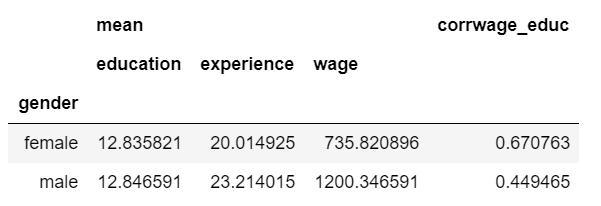 mean corrwage_educ
education experience wage
gender
female 12.835821 20.014925 735.820896 0.670763
male 12.846591 23.214015 1200.346591 0.449465